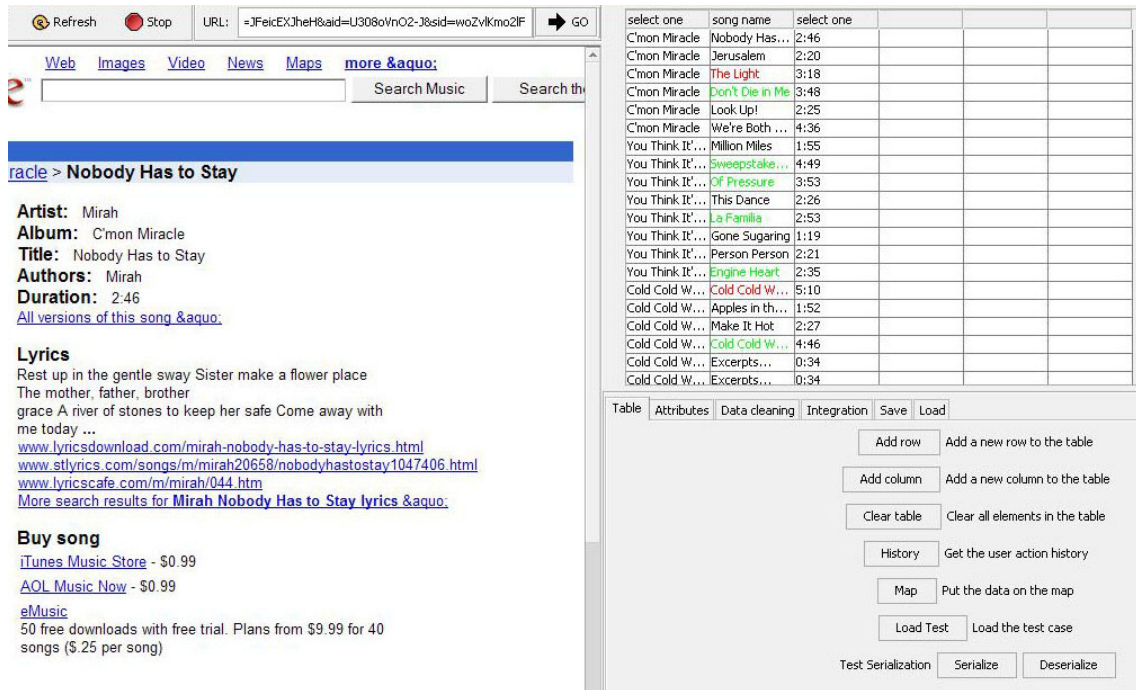 Refresh Stop URL: =JFeicEXJheH&aid=U308oVnO2-J&sid=woZvlKmo2lF GO
Web Images Video News Maps more &aquo;
Search Music Search th
racle > Nobody Has to Stay
Artist: Mirah
Album: C'mon Miracle
Title: Nobody Has to Stay
Authors: Mirah
Duration: 2:46
All versions of this song &aquo;
Lyrics
Rest up in the gentle sway Sister make a flower place
The mother, father, brother
grace A river of stones to keep her safe Come away with
me today ...
www.lyricsdownload.com/mirah-nobody-has-to-stay-lyrics.html
www.stlyrics.com/songs/m/mirah20658/nobodyhastostay1047406.html
www.lyricscafe.com/m/mirah/044.htm
More search results for Mirah Nobody Has to Stay lyrics &aquo;
Buy song
iTunes Music Store - $0.99
AOL Music Now - $0.99
eMusic
50 free downloads with free trial. Plans from $9.99 for 40
songs ($.25 per song)
select one song name select one
C'mon Miracle Nobody Has... 2:46
C'mon Miracle Jerusalem 2:20
C'mon Miracle The Light 3:18
C'mon Miracle Don't Die in Me 3:48
C'mon Miracle Look Up! 2:25
C'mon Miracle We're Both ... 4:36
You Think It'... Million Miles 1:55
You Think It'... Sweepstake... 4:49
You Think It'... Of Pressure 3:53
You Think It'... This Dance 2:26
You Think It'... La Familia 2:53
You Think It'... Gone Sugaring 1:19
You Think It'... Person Person 2:21
You Think It'... Engine Heart 2:35
Cold Cold W... Cold Cold W... 5:10
Cold Cold W... Apples in th... 1:52
Cold Cold W... Make It Hot 2:27
Cold Cold W... Cold Cold W... 4:46
Cold Cold W... Excerpts... 0:34
Cold Cold W... Excerpts... 0:34
Table Attributes Data cleaning Integration Save Load
Add row Add a new row to the table
Add column Add a new column to the table
Clear table Clear all elements in the table
History Get the user action history
Map Put the data on the map
Load Test Load the test case
Test Serialization Serialize Deserialize